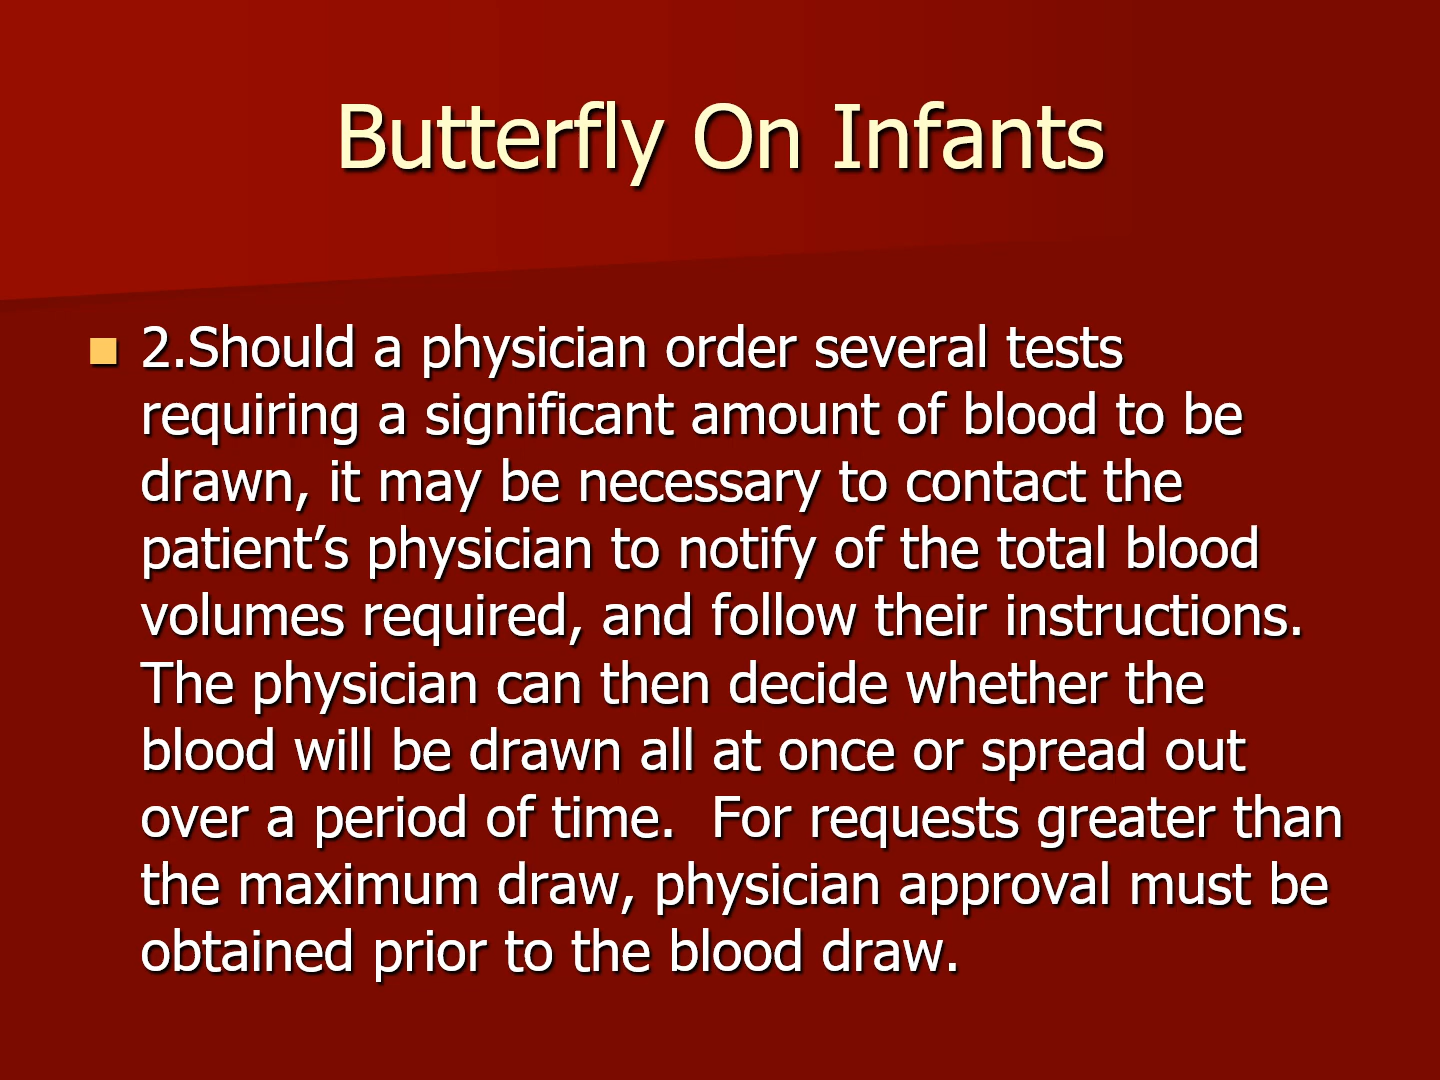 Butterfly On Infants
2.Should a physician order several tests
requiring a significant amount of blood to be
drawn, it may be necessary to contact the
patient’s physician to notify of the total blood
volumes required, and follow their instructions.
The physician can then decide whether the
blood will be drawn all at once or spread out
over a period of time.  For requests greater than
the maximum draw, physician approval must be
obtained prior to the blood draw.